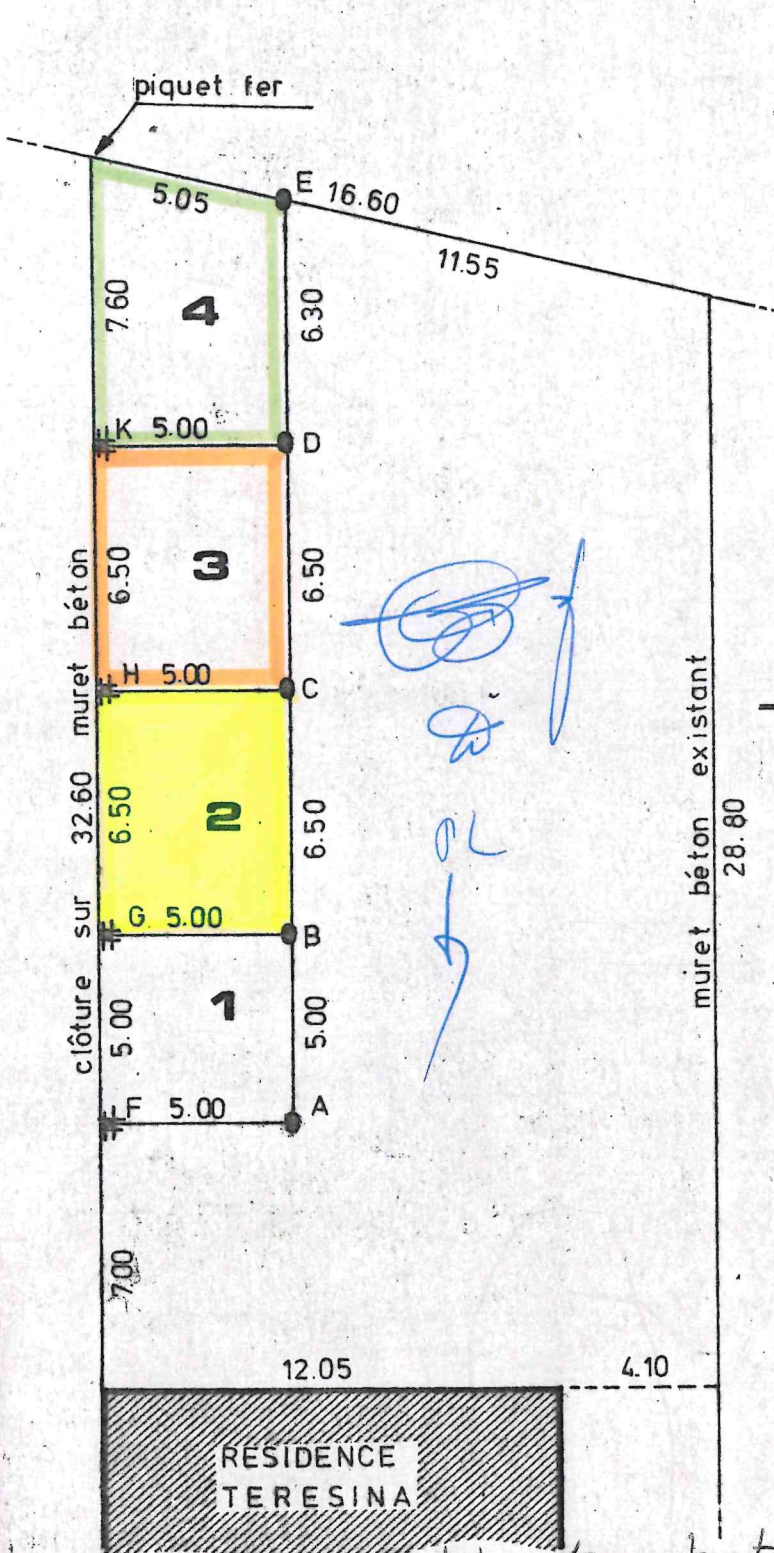 piquet fer
E
16.60
5.05
11.55
7.60
4
6.30
K 5.00
D
6.50
3
6.50
H 5.00
C
6.50
2
6.50
G 5.00
B
5.00
1
5.00
F 5.00
A
7.00
clôture sur 32.60 muret béton
muret béton existant
28.80
12.05
4.10
RESIDENCE
TERESINA